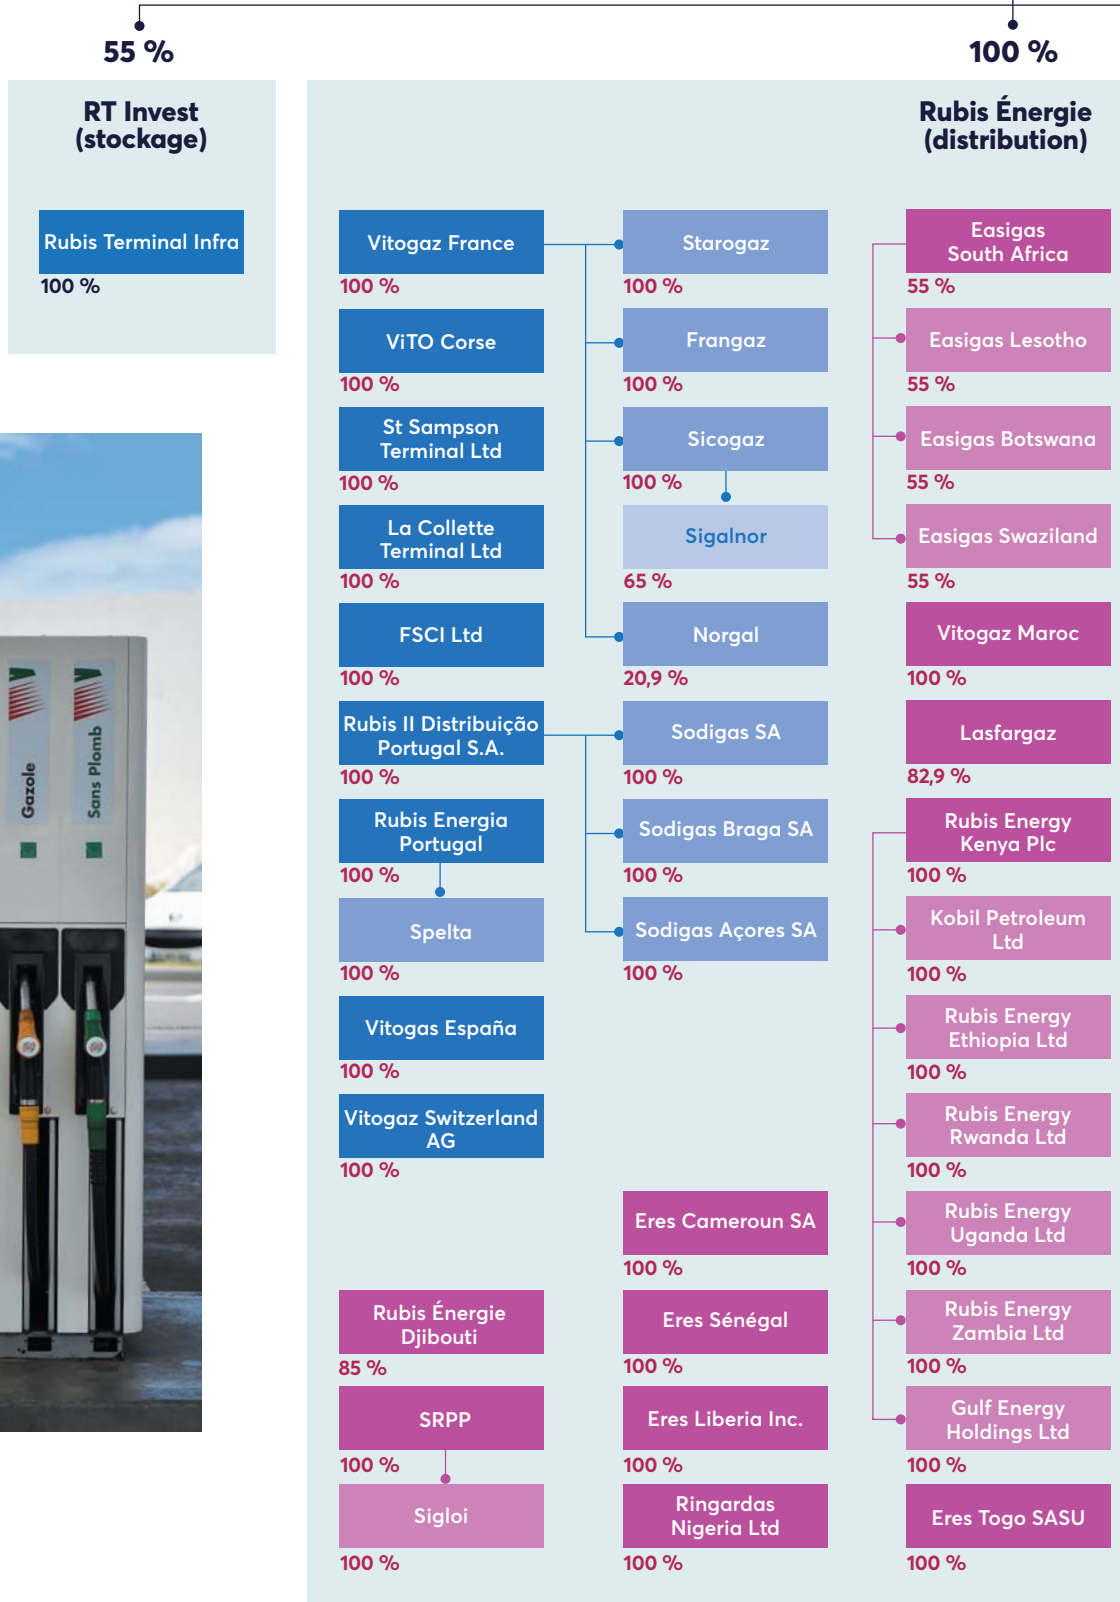 55 %
100 %
RT Invest
(stockage)
Rubis Énergie
(distribution)
Rubis Terminal Infra
100 %
Vitogaz France
100 %
ViTO Corse
100 %
St Sampson
Terminal Ltd
100 %
La Collette
Terminal Ltd
100 %
FSCI Ltd
100 %
Rubis II Distribuição
Portugal S.A.
100 %
Rubis Energia
Portugal
100 %
Spelta
100 %
Vitogas España
100 %
Vitogaz Switzerland
AG
100 %
Rubis Énergie
Djibouti
85 %
SRPP
100 %
Sigloi
100 %
Starogaz
100 %
Frangaz
100 %
Sicogaz
100 %
Sigalnor
65 %
Norgal
20,9 %
Sodigas SA
100 %
Sodigas Braga SA
100 %
Sodigas Açores SA
100 %
Eres Cameroun SA
100 %
Eres Sénégal
100 %
Eres Liberia Inc.
100 %
Ringardas
Nigeria Ltd
100 %
Easigas
South Africa
55 %
Easigas Lesotho
55 %
Easigas Botswana
55 %
Easigas Swaziland
55 %
Vitogaz Maroc
100 %
Lasfargaz
82,9 %
Rubis Energy
Kenya Plc
100 %
Kobil Petroleum
Ltd
100 %
Rubis Energy
Ethiopia Ltd
100 %
Rubis Energy
Rwanda Ltd
100 %
Rubis Energy
Uganda Ltd
100 %
Rubis Energy
Zambia Ltd
100 %
Gulf Energy
Holdings Ltd
100 %
Eres Togo SASU
100 %
Gazole
Sans Plomb